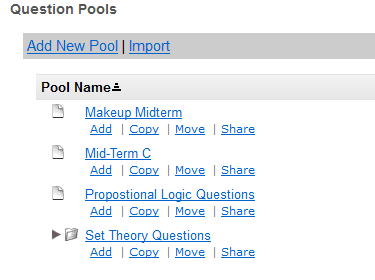 Question Pools
Add New Pool | Import
Pool Name
Makeup Midterm
Add | Copy | Move | Share
Mid-Term C
Add | Copy | Move | Share
Propostional Logic Questions
Add | Copy | Move | Share
Set Theory Questions
Add | Copy | Move | Share